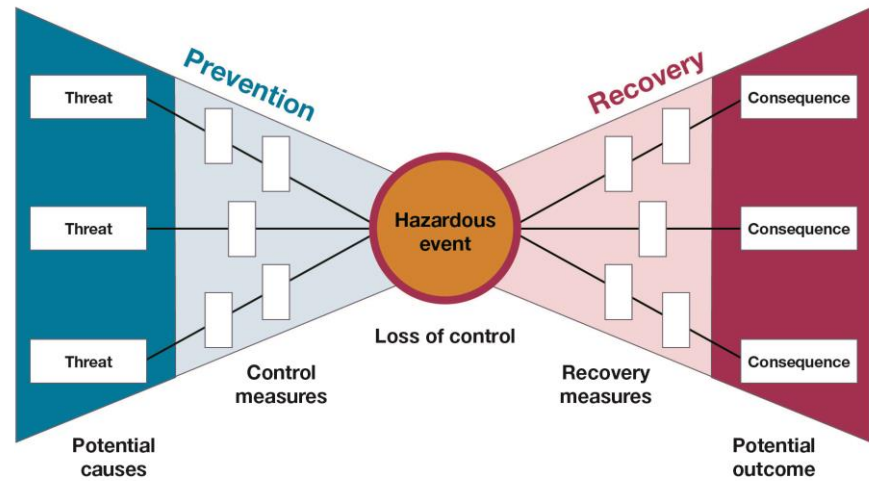 Prevention
Recovery
Threat
Consequence
Threat
Hazardous
event
Consequence
Threat
Loss of control
Consequence
Control
measures
Recovery
measures
Potential
causes
Potential
outcome